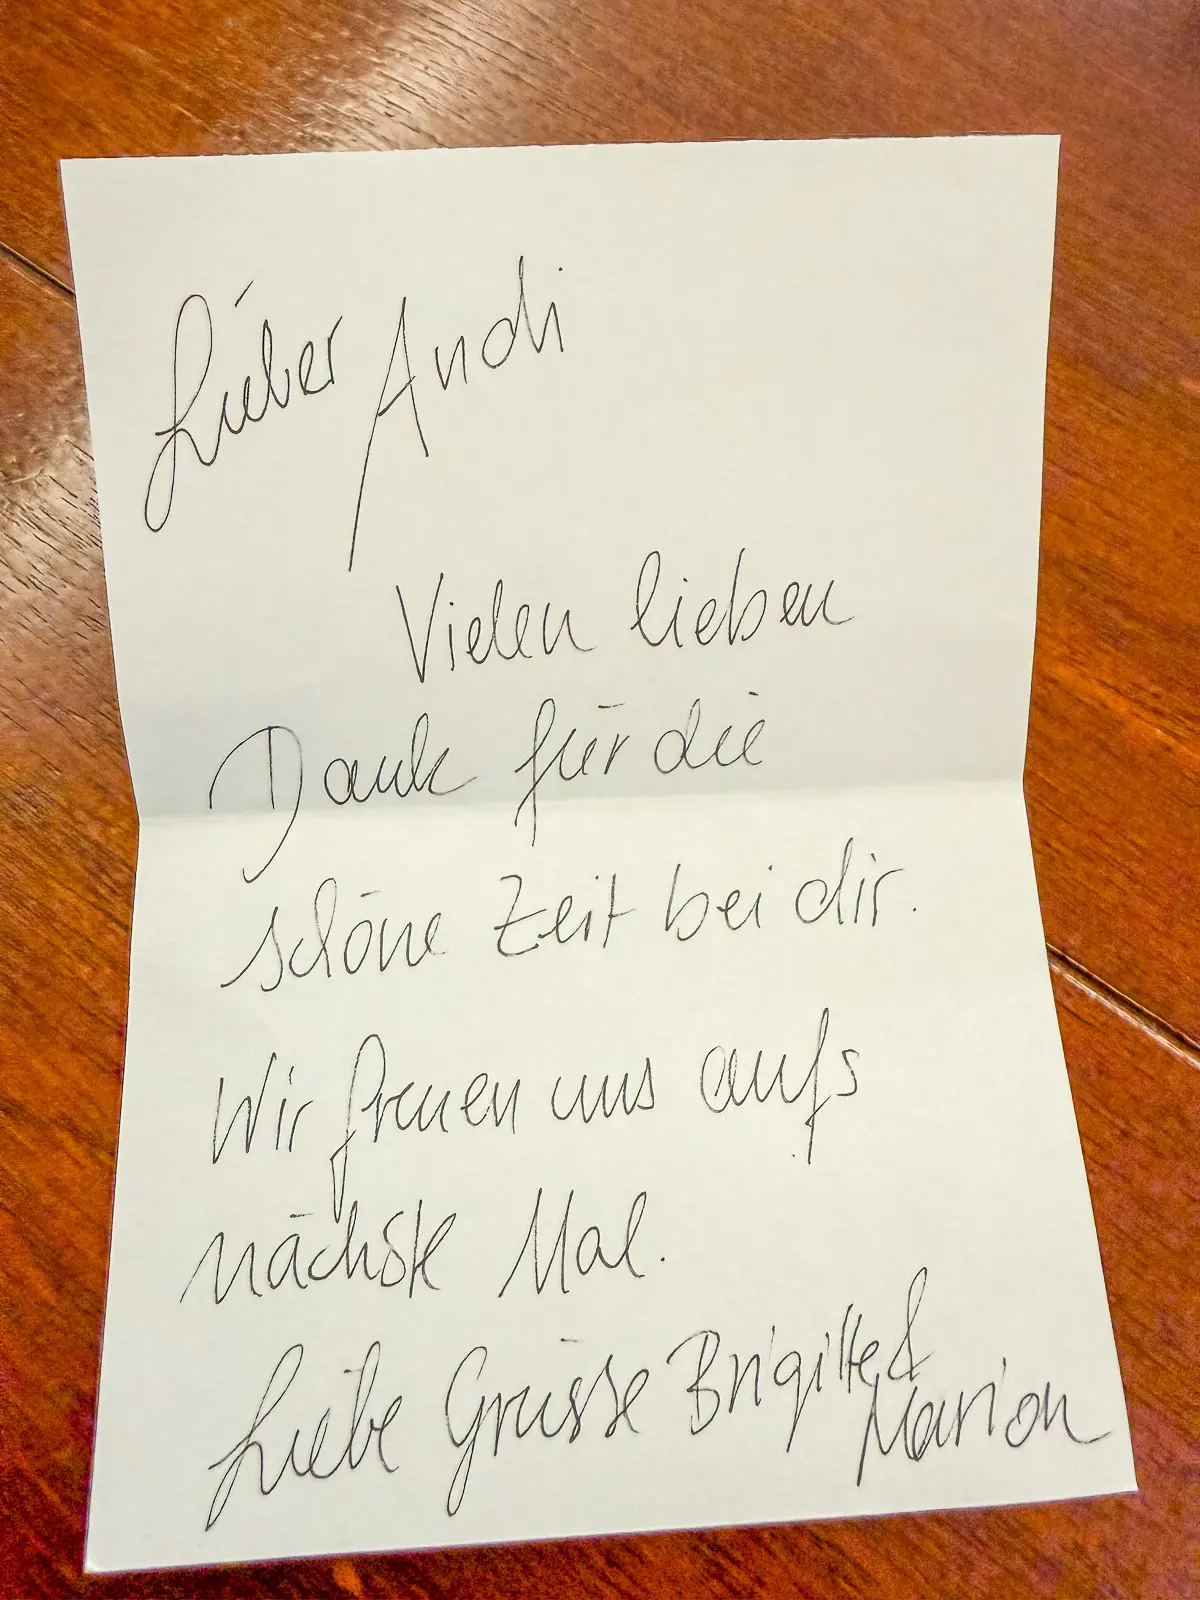 Lieber Andi
Vielen lieben
Dank für die
schöne Zeit bei dir.
Wir freuen uns aufs
nächste Mal.
Liebe Grüsse Brigitte &
Marion